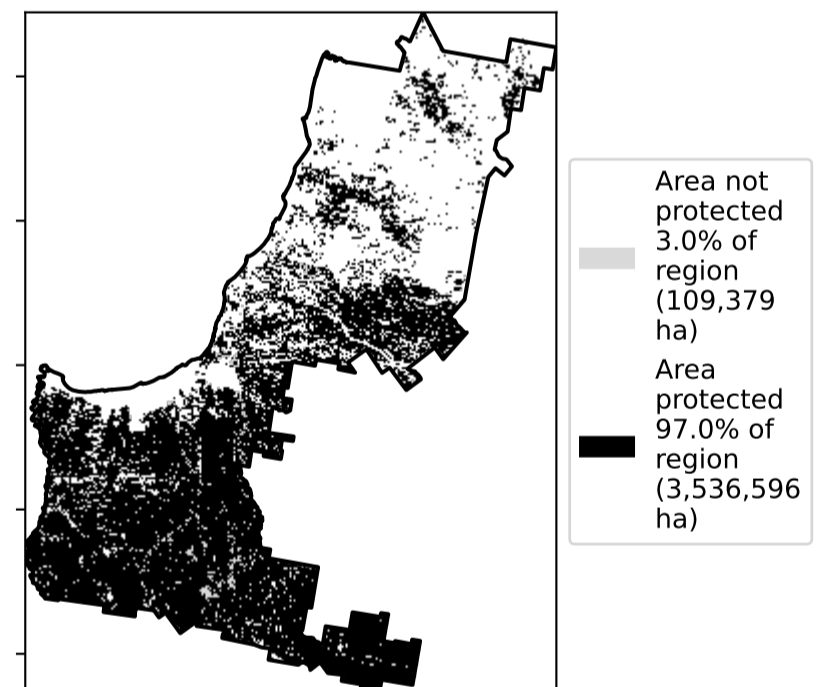 Area not
protected
3.0% of
region
(109,379
ha)
Area
protected
97.0% of
region
(3,536,596
ha)